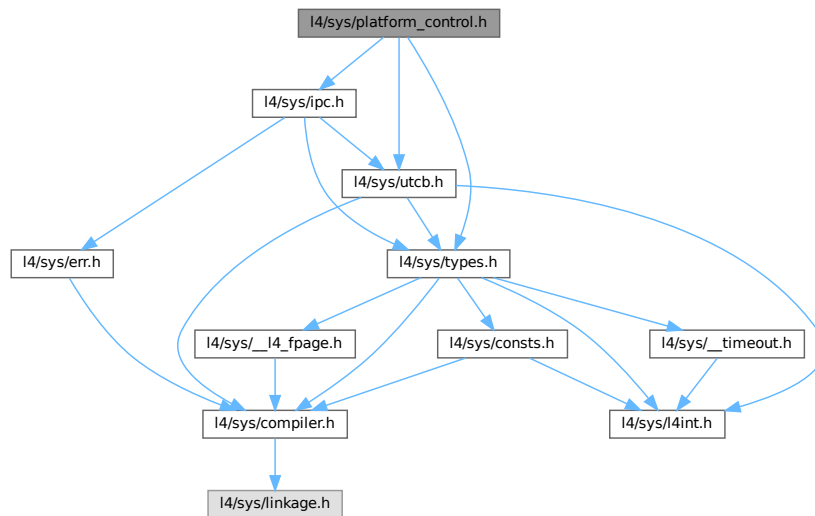 l4/sys/platform_control.h
l4/sys/ipc.h
l4/sys/utcb.h
l4/sys/err.h
l4/sys/types.h
l4/sys/__l4_fpage.h
l4/sys/consts.h
l4/sys/__timeout.h
l4/sys/compiler.h
l4/sys/l4int.h
l4/sys/linkage.h